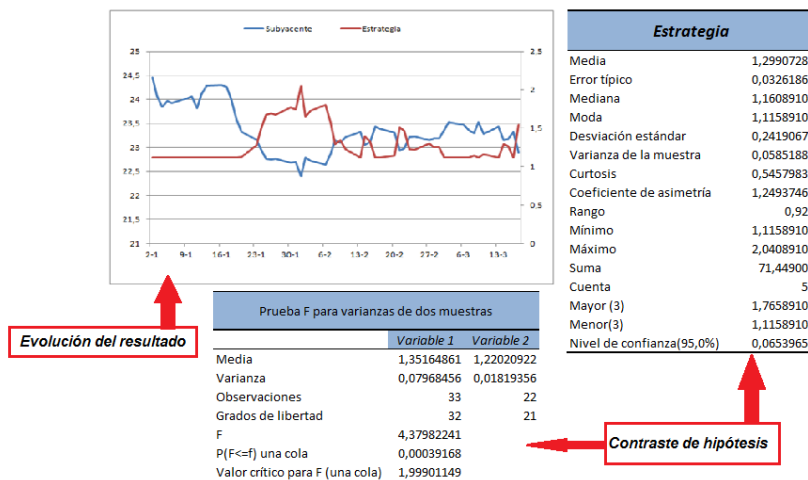 Subyacente Estrategia
25
24,5
24
23,5
23
22,5
22
21,5
21
2.5
2
1.5
1
0.5
0
2-1 9-1 16-1 23-1 30-1 6-2 13-2 20-2 27-2 6-3 13-3
Estrategia
Media 1,2990728
Error típico 0,0326186
Mediana 1,1608910
Moda 1,1158910
Desviación estándar 0,2419067
Varianza de la muestra 0,0585188
Curtosis 0,5457983
Coeficiente de asimetría 1,2493746
Rango 0,92
Mínimo 1,1158910
Máximo 2,0408910
Suma 71,44900
Cuenta 5
Mayor (3) 1,7658910
Menor(3) 1,1158910
Nivel de confianza(95,0%) 0,0653965
Evolución del resultado
Prueba F para varianzas de dos muestras
Variable 1 Variable 2
Media 1,35164861 1,22020922
Varianza 0,07968456 0,01819356
Observaciones 33 22
Grados de libertad 32 21
F 4,37982241
P(F<=f) una cola 0,00039168
Valor crítico para F (una cola) 1,99901149
Contraste de hipótesis